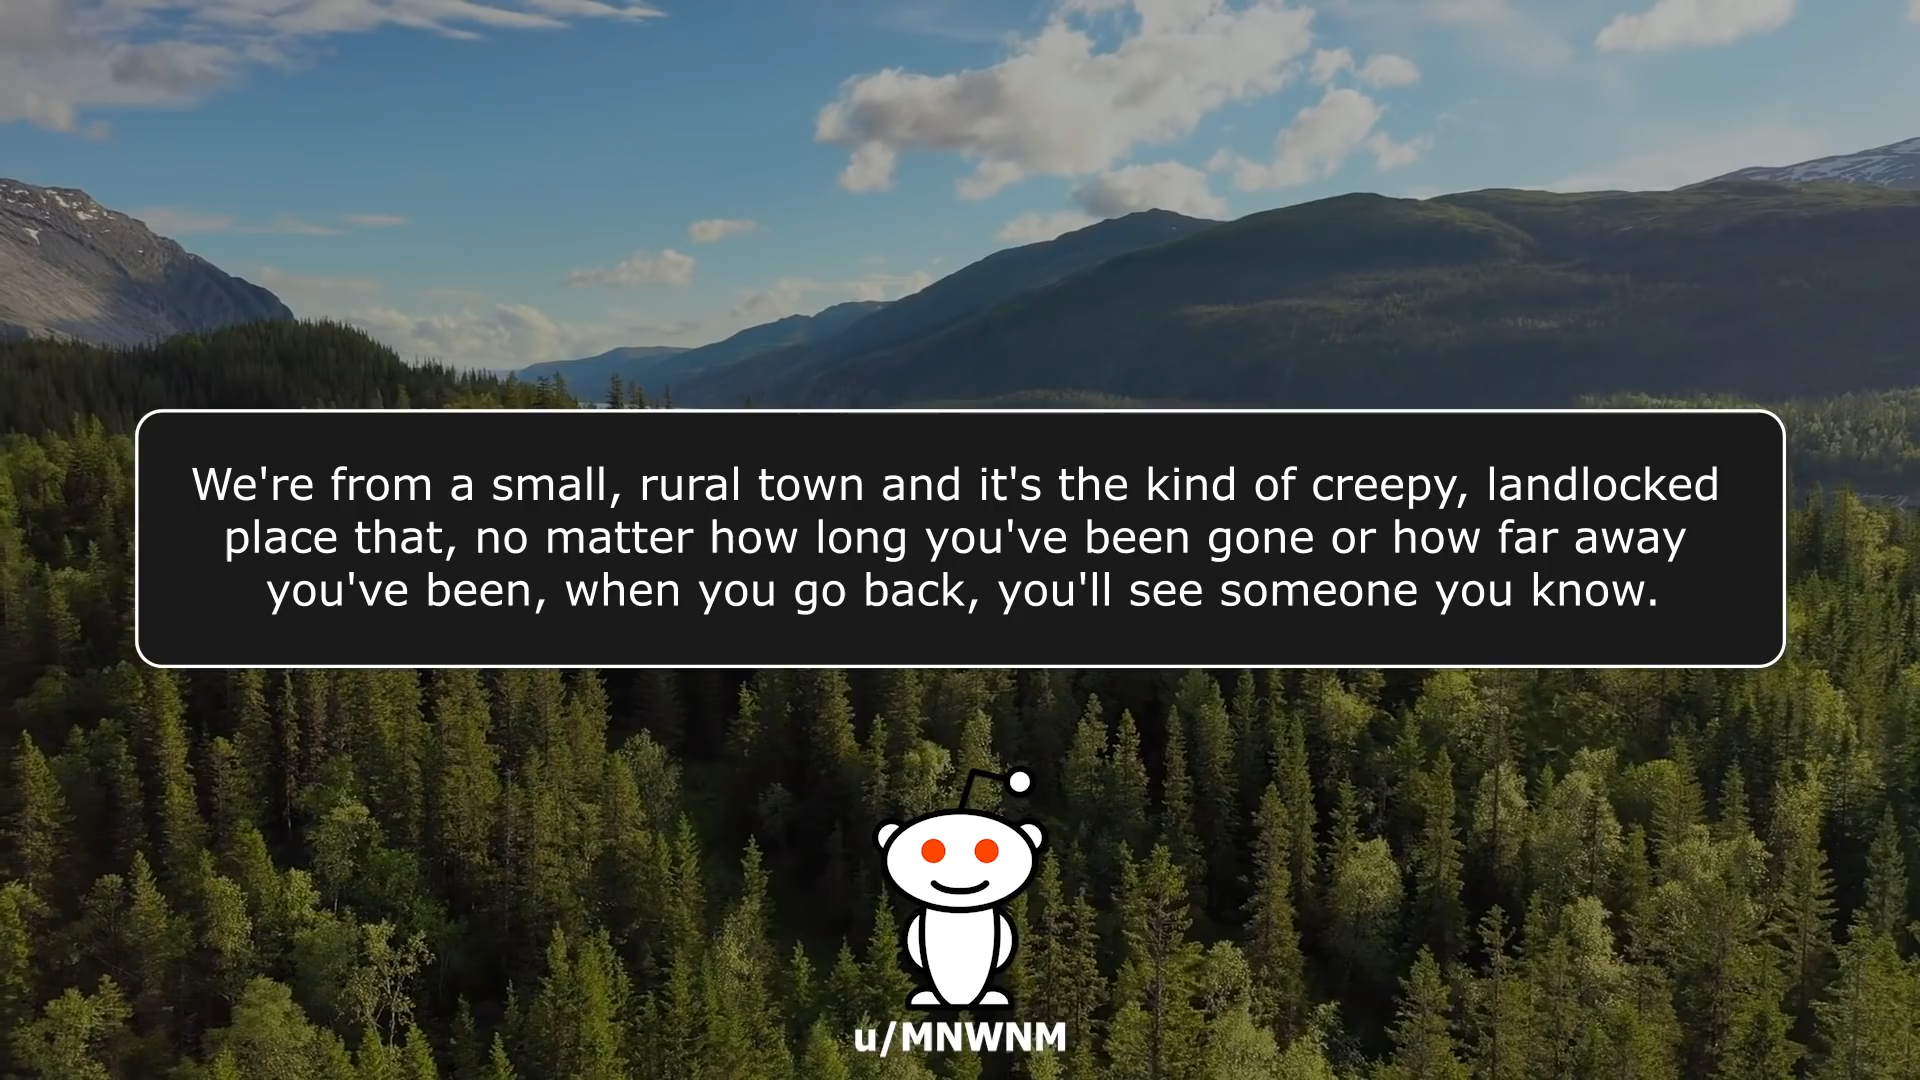 We're from a small, rural town and it's the kind of creepy, landlocked
place that, no matter how long you've been gone or how far away
you've been, when you go back, you'll see someone you know.
u/MNWNM